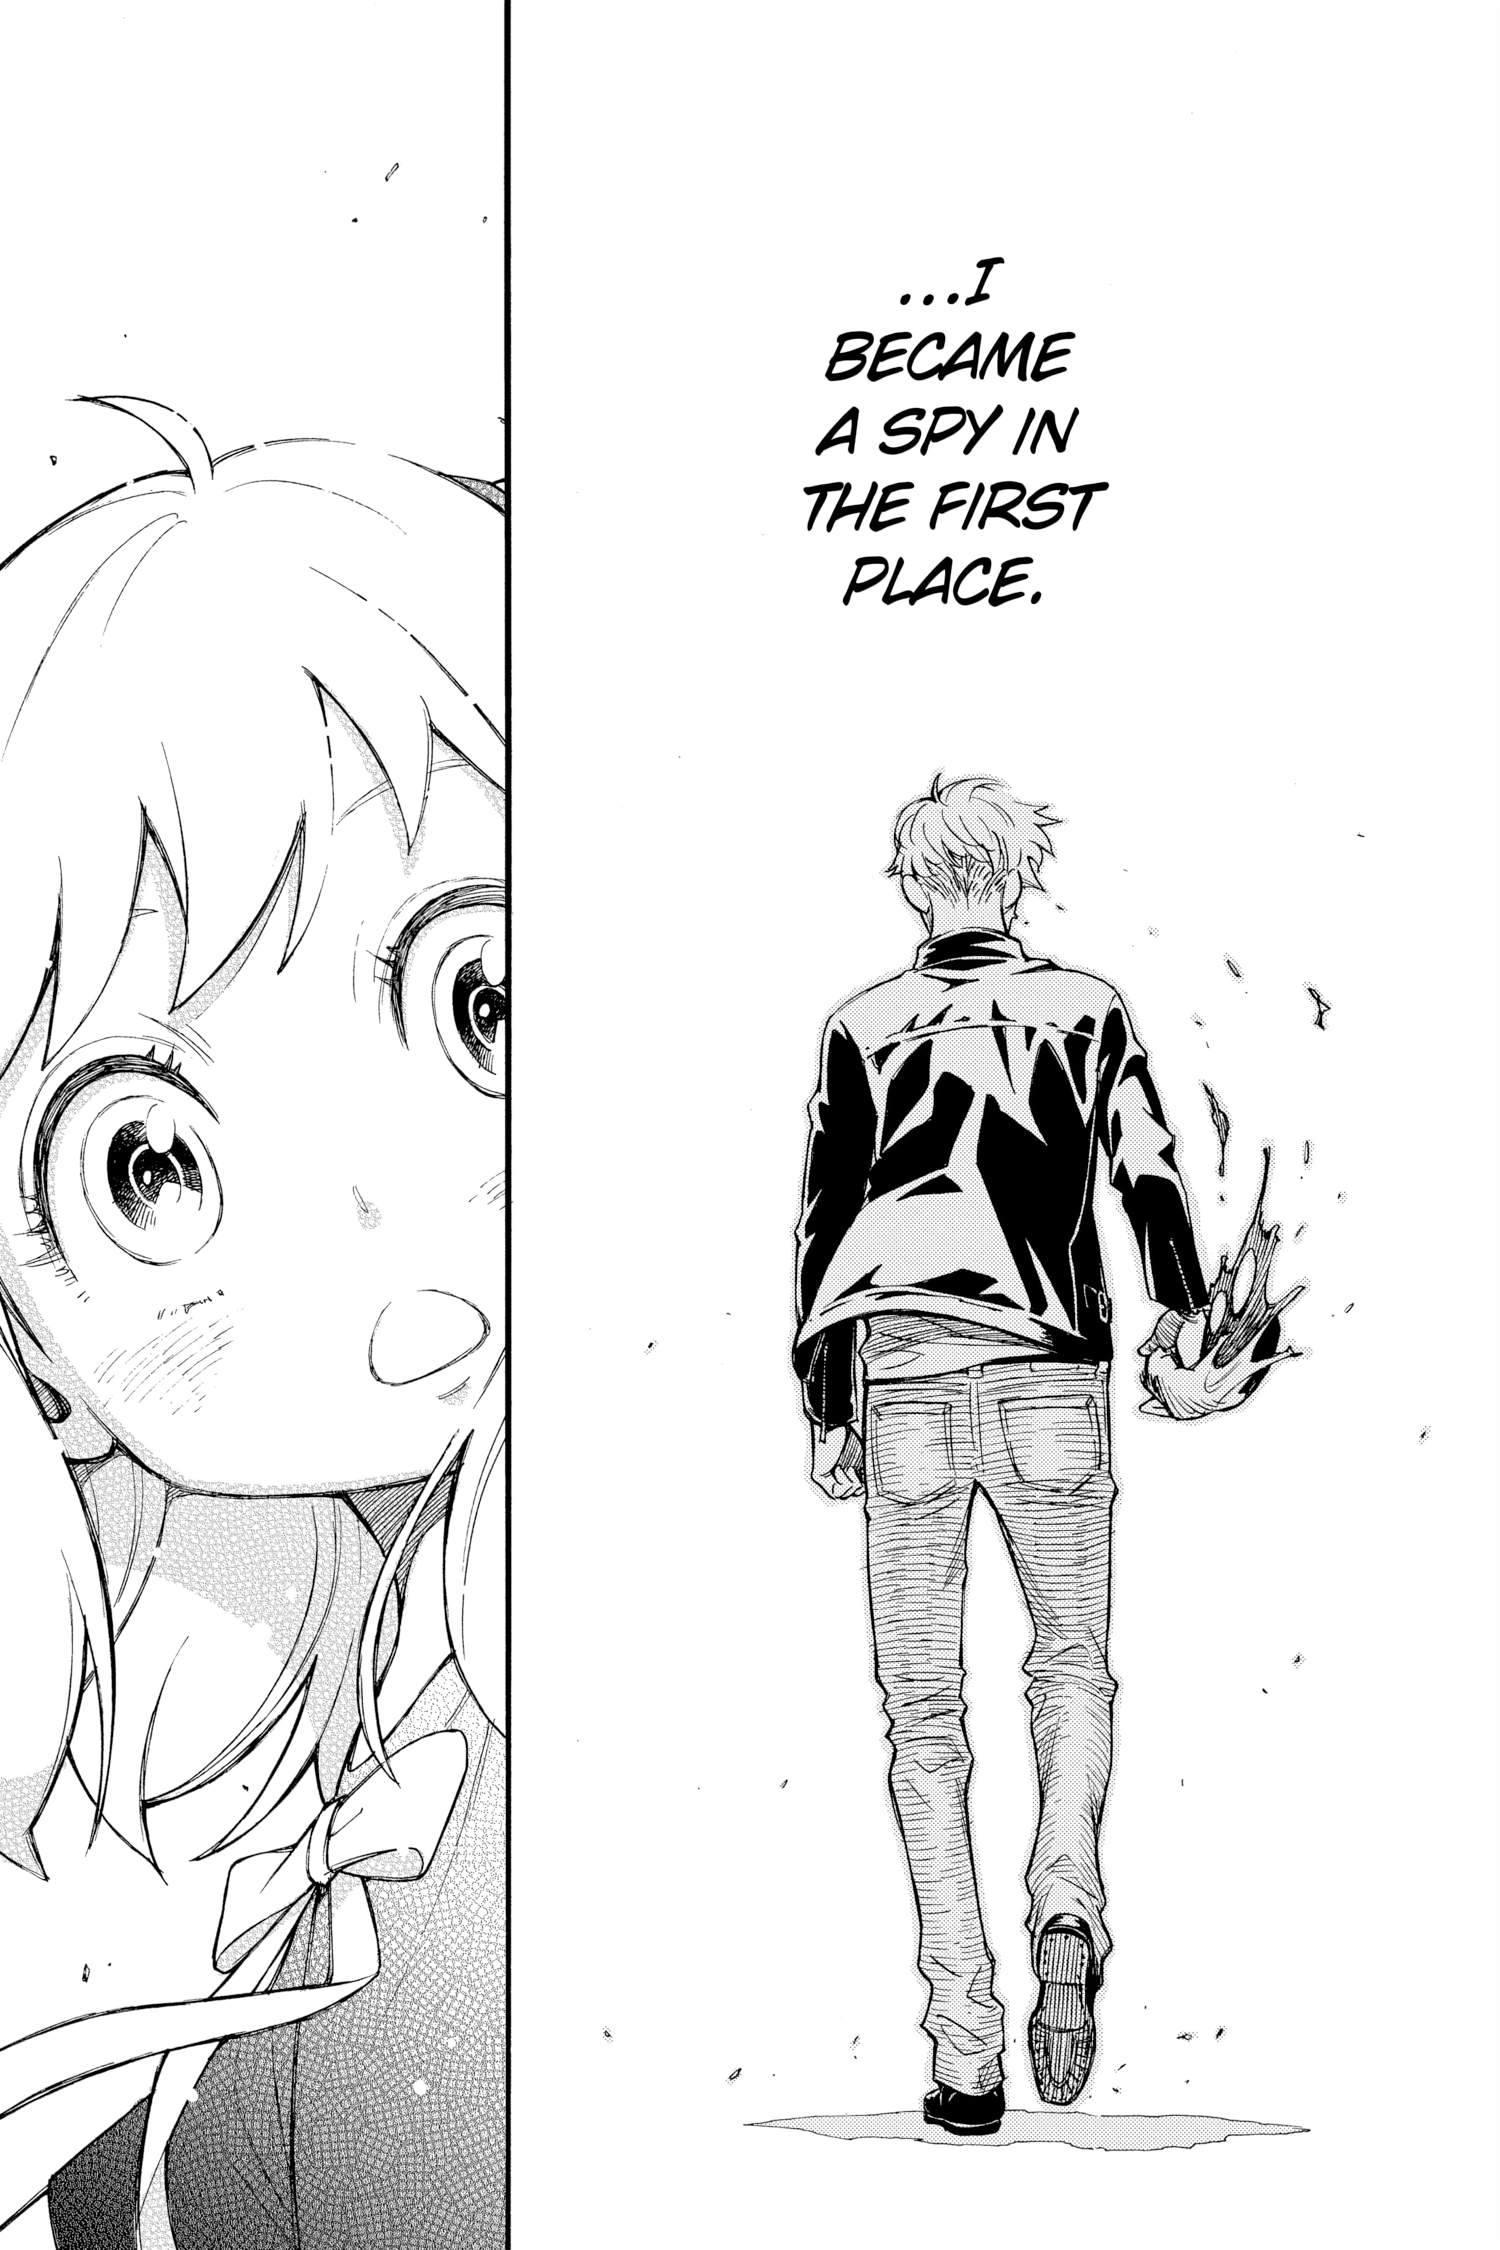 ...I
BECAME
A SPY IN
THE FIRST
PLACE.